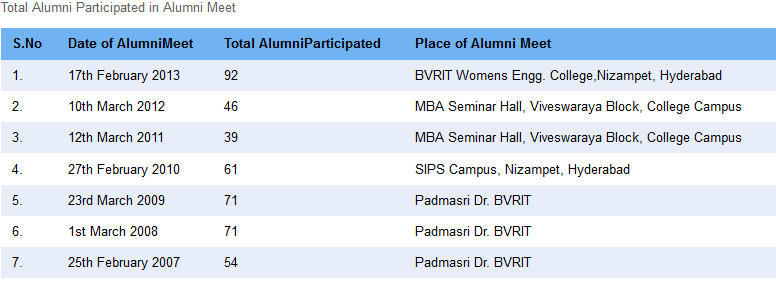 Total Alumni Participated in Alumni Meet
S.No Date of AlumniMeet Total AlumniParticipated Place of Alumni Meet
1. 17th February 2013 92 BVRIT Womens Engg. College,Nizampet, Hyderabad
2. 10th March 2012 46 MBA Seminar Hall, Viveswaraya Block, College Campus
3. 12th March 2011 39 MBA Seminar Hall, Viveswaraya Block, College Campus
4. 27th February 2010 61 SIPS Campus, Nizampet, Hyderabad
5. 23rd March 2009 71 Padmasri Dr. BVRIT
6. 1st March 2008 71 Padmasri Dr. BVRIT
7. 25th February 2007 54 Padmasri Dr. BVRIT